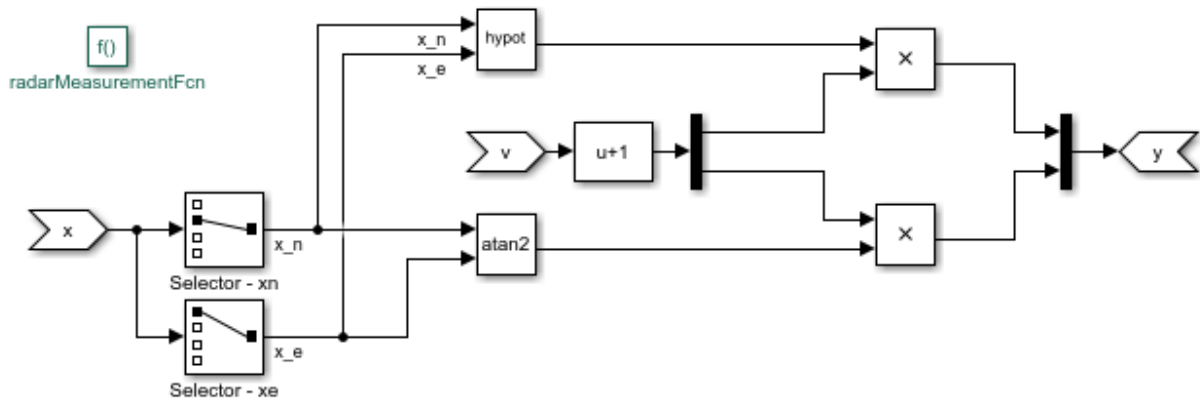 f()
radarMeasurementFcn
x_n
x_e
hypot
×
v
u+1
y
x
x_n
Selector - xn
atan2
×
x_e
Selector - xe